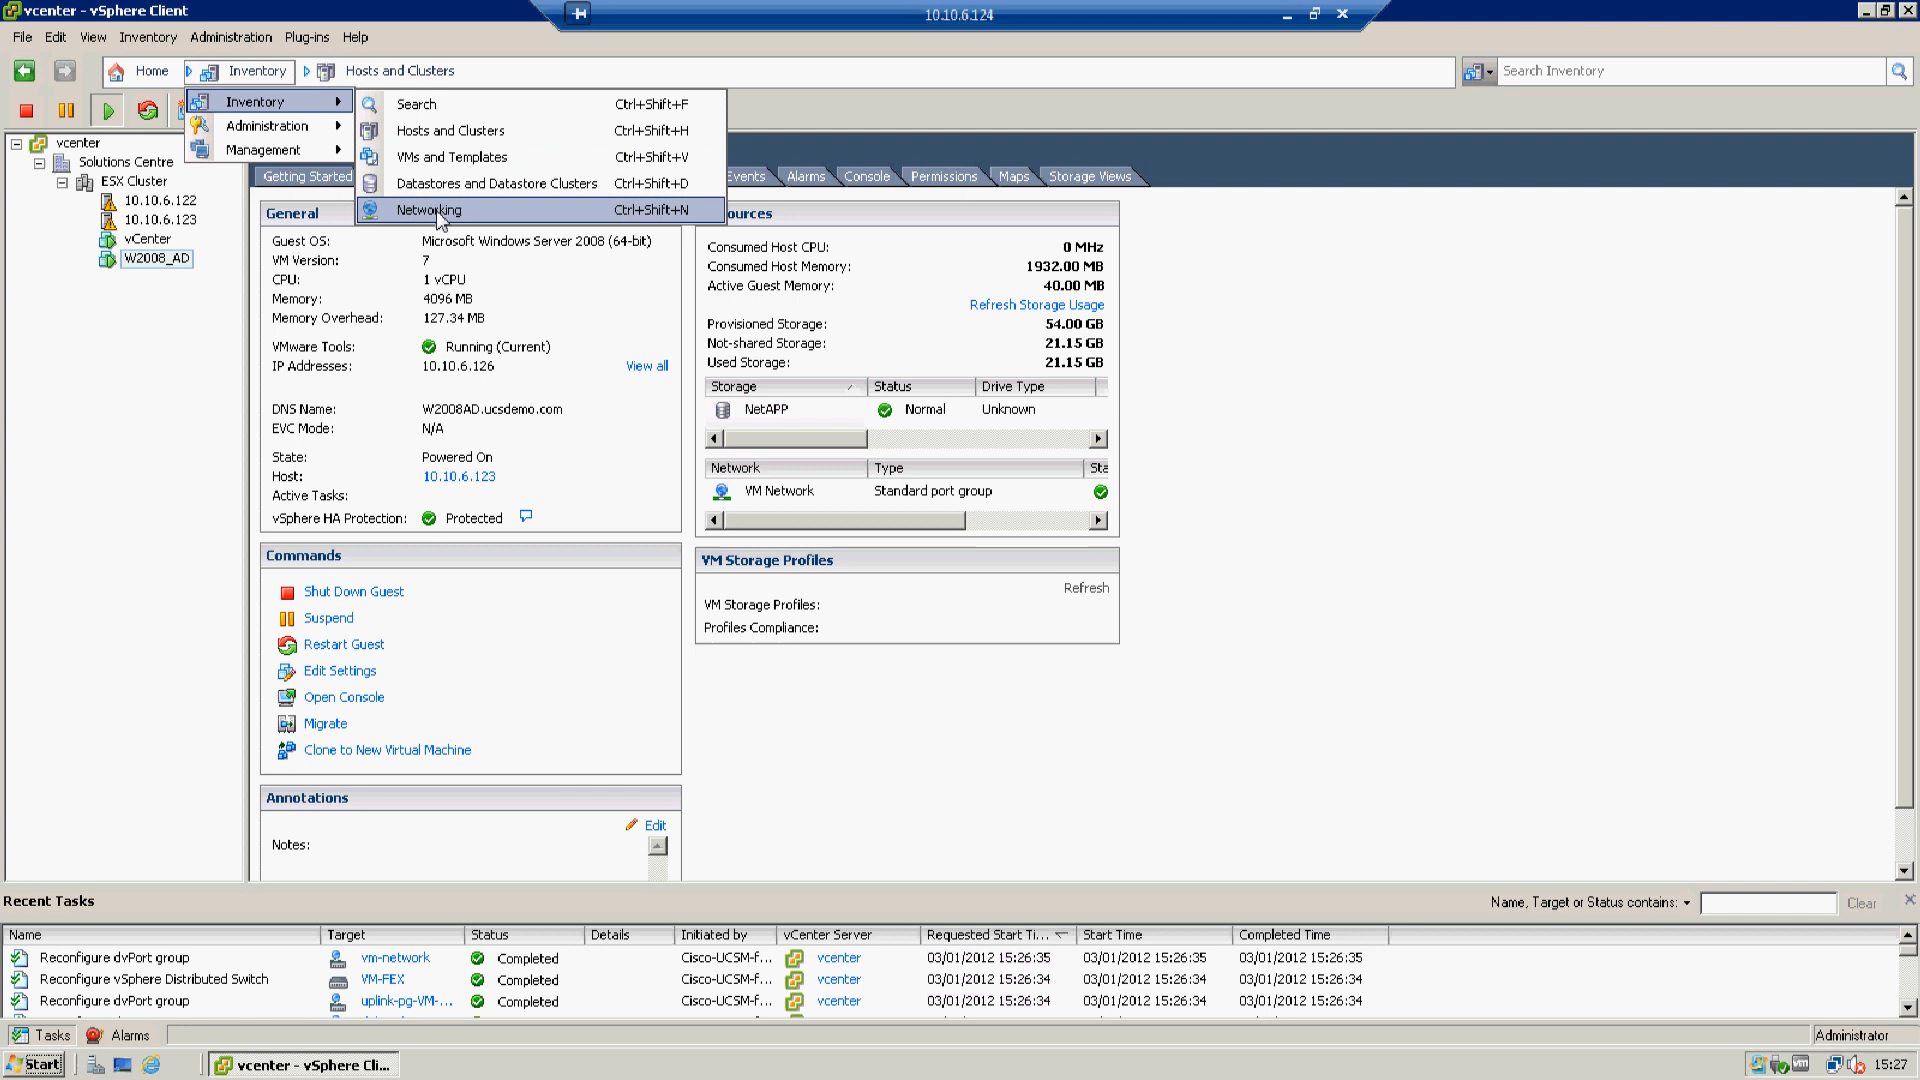 vcenter - vSphere Client
10.10.6.124
File Edit View Inventory Administration Plug-ins Help
Home Inventory Hosts and Clusters
Search Inventory
Inventory
Administration
Management
Search Ctrl+Shift+F
Hosts and Clusters Ctrl+Shift+H
VMs and Templates Ctrl+Shift+V
Datastores and Datastore Clusters Ctrl+Shift+D
Networking Ctrl+Shift+N
vcenter
Solutions Centre
ESX Cluster
10.10.6.122
10.10.6.123
vCenter
W2008_AD
Getting Started Events Alarms Console Permissions Maps Storage Views
General
Guest OS: Microsoft Windows Server 2008 (64-bit)
VM Version: 7
CPU: 1 vCPU
Memory: 4096 MB
Memory Overhead: 127.34 MB
VMware Tools: Running (Current)
IP Addresses: 10.10.6.126 View all
DNS Name: W2008AD.ucsdemo.com
EVC Mode: N/A
State: Powered On
Host: 10.10.6.123
Active Tasks:
vSphere HA Protection: Protected
Commands
Shut Down Guest
Suspend
Restart Guest
Edit Settings
Open Console
Migrate
Clone to New Virtual Machine
Annotations
Edit
Notes:
ources
Consumed Host CPU: 0 MHz
Consumed Host Memory: 1932.00 MB
Active Guest Memory: 40.00 MB
Refresh Storage Usage
Provisioned Storage: 54.00 GB
Not-shared Storage: 21.15 GB
Used Storage: 21.15 GB
Storage Status Drive Type
NetAPP Normal Unknown
Network Type Sta
VM Network Standard port group
VM Storage Profiles
Refresh
VM Storage Profiles:
Profiles Compliance:
Recent Tasks
Name, Target or Status contains: Clear
Name Target Status Details Initiated by vCenter Server Requested Start Ti... Start Time Completed Time
Reconfigure dvPort group vm-network Completed Cisco-UCSM-f... vcenter 03/01/2012 15:26:35 03/01/2012 15:26:35 03/01/2012 15:26:35
Reconfigure vSphere Distributed Switch VM-FEX Completed Cisco-UCSM-f... vcenter 03/01/2012 15:26:34 03/01/2012 15:26:34 03/01/2012 15:26:34
Reconfigure dvPort group uplink-pg-VM-... Completed Cisco-UCSM-f... vcenter 03/01/2012 15:26:34 03/01/2012 15:26:34 03/01/2012 15:26:34
Tasks Alarms
Administrator
Start vcenter - vSphere Cli... 15:27